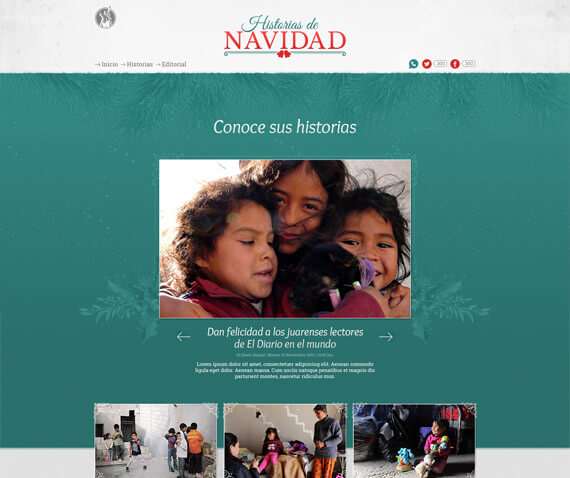 Historias de
NAVIDAD
Inicio
Historias
Editorial
300
300
Conoce sus historias
Dan felicidad a los juarenses lectores
de El Diario en el mundo
Lorem ipsum dolor sit amet, consectetuer adipiscing elit. Aenean commodo
ligula eget dolor. Aenean massa. Cum sociis natoque penatibus et magnis dis
parturient montes, nascetur ridiculus mus.